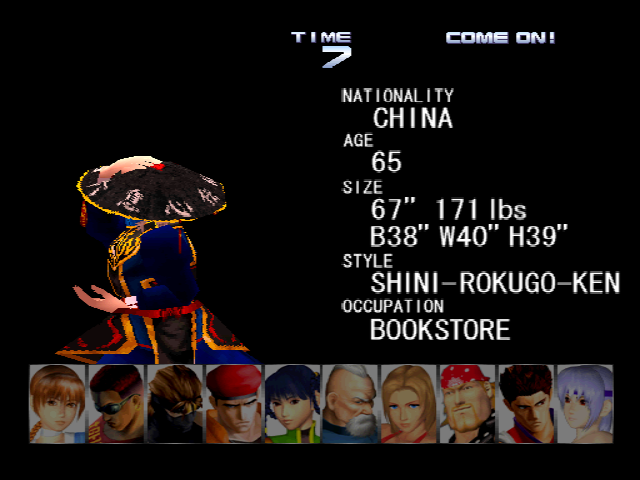 TIME
7
COME ON!
NATIONALITY
CHINA
AGE
65
SIZE
67" 171 lbs
B38" W40" H39"
STYLE
SHINI-ROKUGO-KEN
OCCUPATION
BOOKSTORE